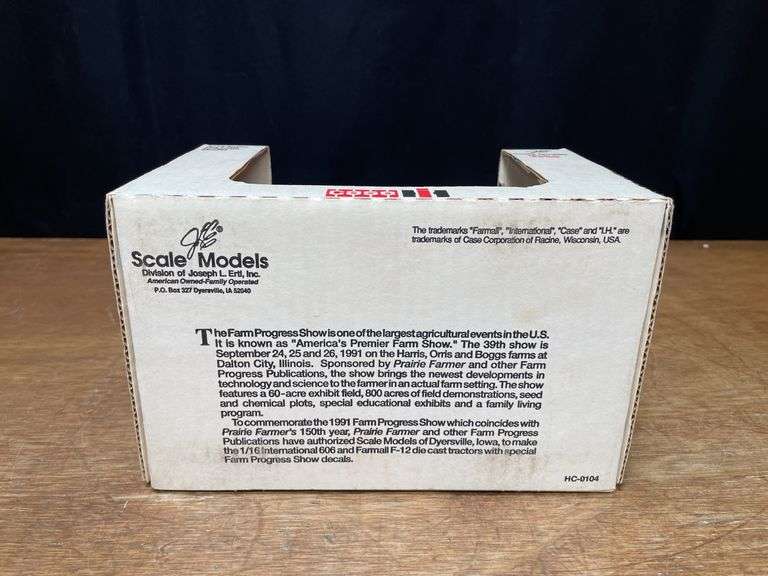 JLE®
Scale Models
Division of Joseph L. Ertl, Inc.
American Owned-Family Operated
P.O. Box 327 Dyersville, IA 52040
The trademarks "Farmall", "International", "Case" and "I.H." are
trademarks of Case Corporation of Racine, Wisconsin, USA.
The Farm Progress Show is one of the largest agricultural events in the U.S.
It is known as "America's Premier Farm Show." The 39th show is
September 24, 25 and 26, 1991 on the Harris, Orris and Boggs farms at
Dalton City, Illinois. Sponsored by Prairie Farmer and other Farm
Progress Publications, the show brings the newest developments in
technology and science to the farmer in an actual farm setting. The show
features a 60-acre exhibit field, 800 acres of field demonstrations, seed
and chemical plots, special educational exhibits and a family living
program.
To commemorate the 1991 Farm Progress Show which coincides with
Prairie Farmer's 150th year, Prairie Farmer and other Farm Progress
Publications have authorized Scale Models of Dyersville, Iowa, to make
the 1/16 International 606 and Farmall F-12 die cast tractors with special
Farm Progress Show decals.
HC-0104